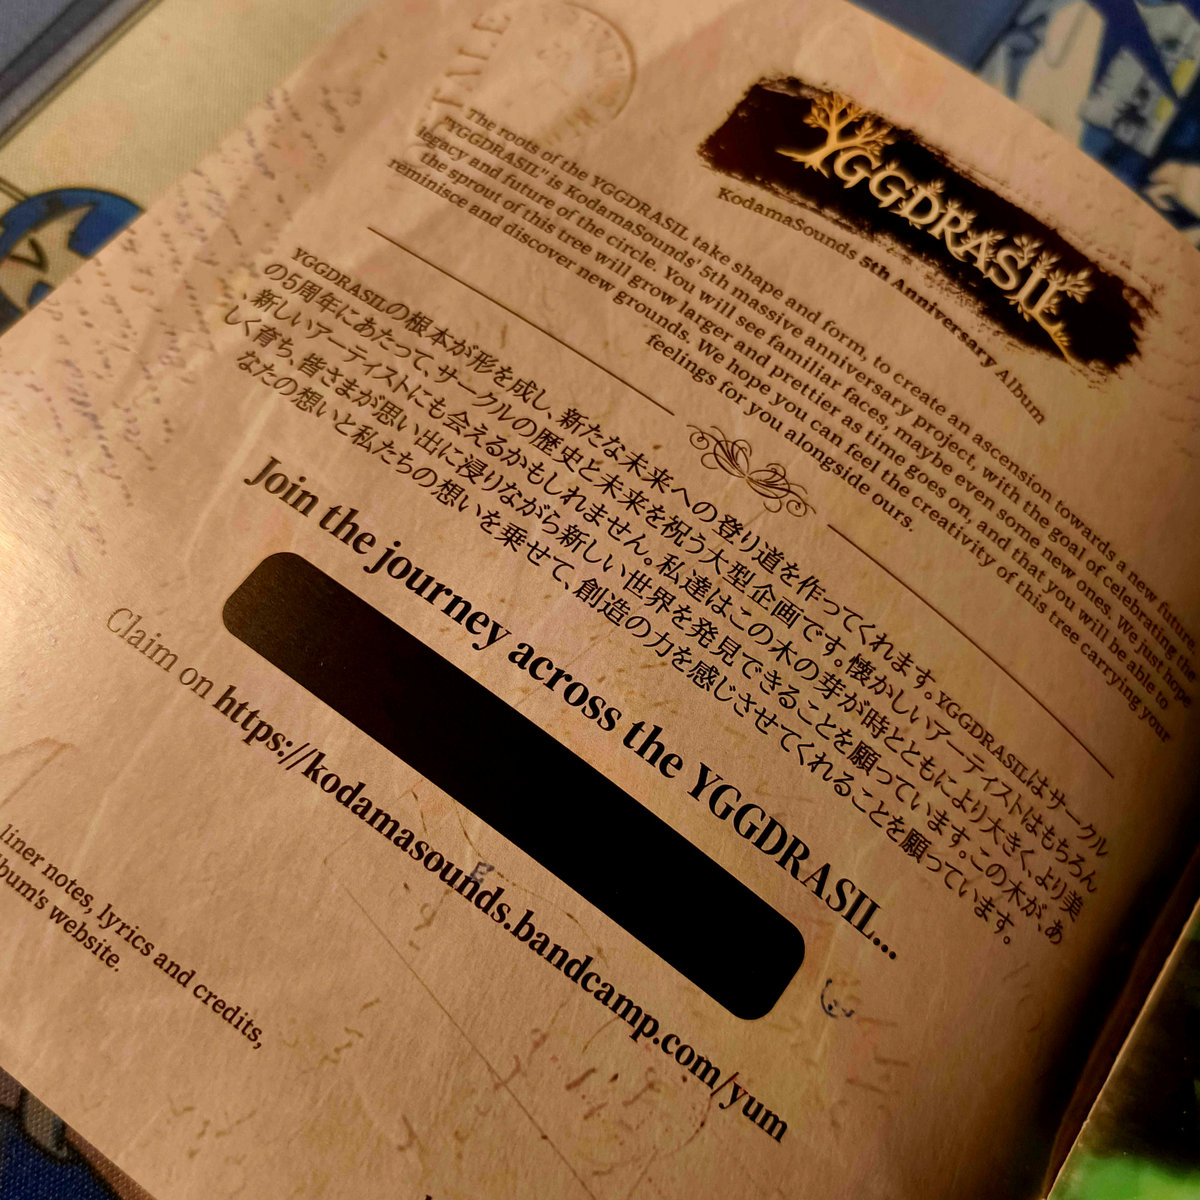 TALE
YGGDRASIL
KodamaSounds 5th Anniversary Album
The roots of the YGGDRASIL take shape and form, to create an ascension towards a new future.
"YGGDRASIL" is KodamaSounds' 5th massive anniversary project, with the goal of celebrating the
legacy and future of the circle. You will see familiar faces, maybe even some new ones. We just hope
the sprout of this tree will grow larger and prettier as time goes on, and that you will be able to
reminisce and discover new grounds. We hope you can feel the creativity of this tree carrying your
feelings for you alongside ours.
YGGDRASILの根本が形を成し、新たな未来への登り道を作ってくれます。YGGDRASILはサークル
の5周年にあたって、サークルの歴史と未来を祝う大型企画です。懐かしいアーティストはもちろん
、新しいアーティストにも会えるかもしれません。私達はこの木の芽が時とともにより大きく、より美
しく育ち、皆さまが思い出に浸りながら新しい世界を発見できることを願っています。この木が、あ
なたの想いと私たちの想いを乗せて、創造の力を感じさせてくれることを願っています。
Join the journey across the YGGDRASIL...
Claim on https://kodamasounds.bandcamp.com/yum
liner notes, lyrics and credits,
bum's website.